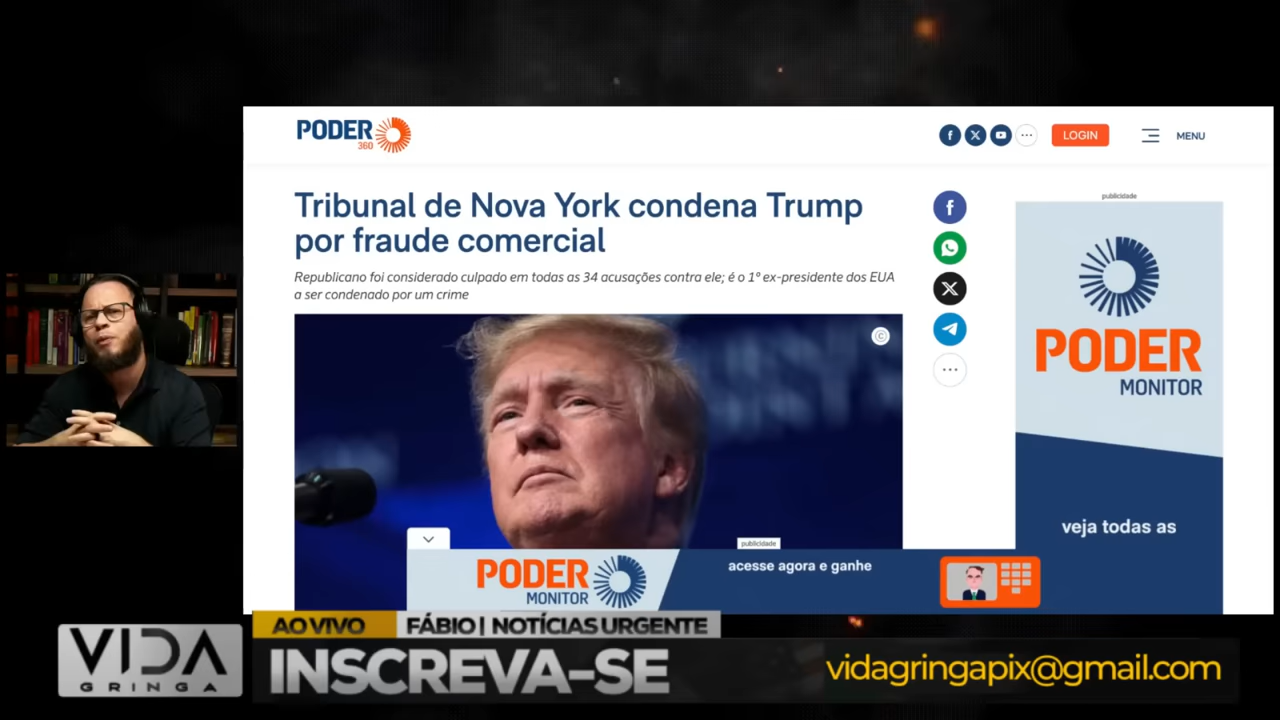 PODER
360
LOGIN
MENU
Tribunal de Nova York condena Trump
por fraude comercial
Republicano foi considerado culpado em todas as 34 acusações contra ele; é o 1º ex-presidente dos EUA
a ser condenado por um crime
publicidade
PODER
MONITOR
veja todas as
publicidade
PODER
MONITOR
acesse agora e ganhe
AO VIVO
FÁBIO | NOTÍCIAS URGENTE
VIDA
GRINGA
INSCREVA-SE
vidagringapix@gmail.com